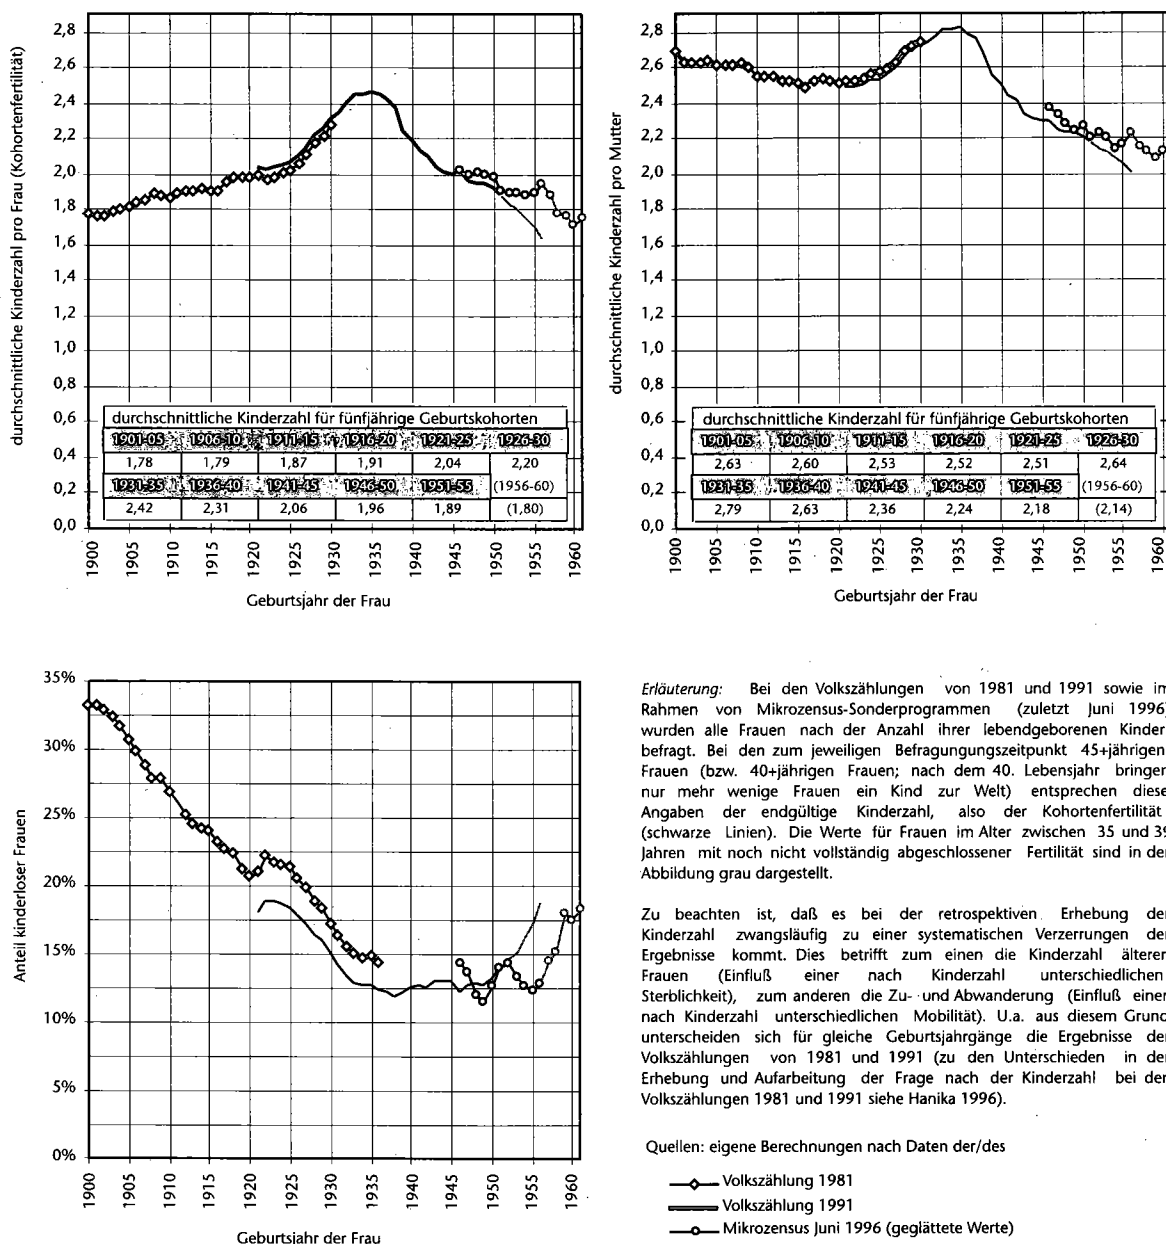 durchschnittliche Kinderzahl pro Frau (Kohortenfertilität)
2,8
2,6
2,4
2,2
2,0
1,8
1,6
1,4
1,2
1,0
0,8
0,6
0,4
0,2
0,0
durchschnittliche Kinderzahl für fünfjährige Geburtskohorten
1901-05 1906-10 1911-15 1916-20 1921-25 1926-30
1,78 1,79 1,87 1,91 2,04 2,20
1931-35 1936-40 1941-45 1946-50 1951-55 (1956-60)
2,42 2,31 2,06 1,96 1,89 (1,80)
1900 1905 1910 1915 1920 1925 1930 1935 1940 1945 1950 1955 1960
Geburtsjahr der Frau
durchschnittliche Kinderzahl pro Mutter
2,8
2,6
2,4
2,2
2,0
1,8
1,6
1,4
1,2
1,0
0,8
0,6
0,4
0,2
0,0
durchschnittliche Kinderzahl für fünfjährige Geburtskohorten
1901-05 1906-10 1911-15 1916-20 1921-25 1926-30
2,63 2,60 2,53 2,52 2,51 2,64
1931-35 1936-40 1941-45 1946-50 1951-55 (1956-60)
2,79 2,63 2,36 2,24 2,18 (2,14)
1900 1905 1910 1915 1920 1925 1930 1935 1940 1945 1950 1955 1960
Geburtsjahr der Frau
Anteil kinderloser Frauen
35%
30%
25%
20%
15%
10%
5%
0%
1900 1905 1910 1915 1920 1925 1930 1935 1940 1945 1950 1955 1960
Geburtsjahr der Frau
Erläuterung: Bei den Volkszählungen von 1981 und 1991 sowie im
Rahmen von Mikrozensus-Sonderprogrammen (zuletzt Juni 1996)
wurden alle Frauen nach der Anzahl ihrer lebendgeborenen Kinder
befragt. Bei den zum jeweiligen Befragungungszeitpunkt 45+jährigen
Frauen (bzw. 40+jährigen Frauen; nach dem 40. Lebensjahr bringen
nur mehr wenige Frauen ein Kind zur Welt) entsprechen diese
Angaben der endgültige Kinderzahl, also der Kohortenfertilität
(schwarze Linien). Die Werte für Frauen im Alter zwischen 35 und 39
Jahren mit noch nicht vollständig abgeschlossener Fertilität sind in der
Abbildung grau dargestellt.
Zu beachten ist, daß es bei der retrospektiven Erhebung der
Kinderzahl zwangsläufig zu einer systematischen Verzerrungen der
Ergebnisse kommt. Dies betrifft zum einen die Kinderzahl älterer
Frauen (Einfluß einer nach Kinderzahl unterschiedlichen
Sterblichkeit), zum anderen die Zu- und Abwanderung (Einfluß einer
nach Kinderzahl unterschiedlichen Mobilität). U.a. aus diesem Grund
unterscheiden sich für gleiche Geburtsjahrgänge die Ergebnisse der
Volkszählungen von 1981 und 1991 (zu den Unterschieden in der
Erhebung und Aufarbeitung der Frage nach der Kinderzahl bei den
Volkszählungen 1981 und 1991 siehe Hanika 1996).
Quellen: eigene Berechnungen nach Daten der/des
Volkszählung 1981
Volkszählung 1991
Mikrozensus Juni 1996 (geglättete Werte)